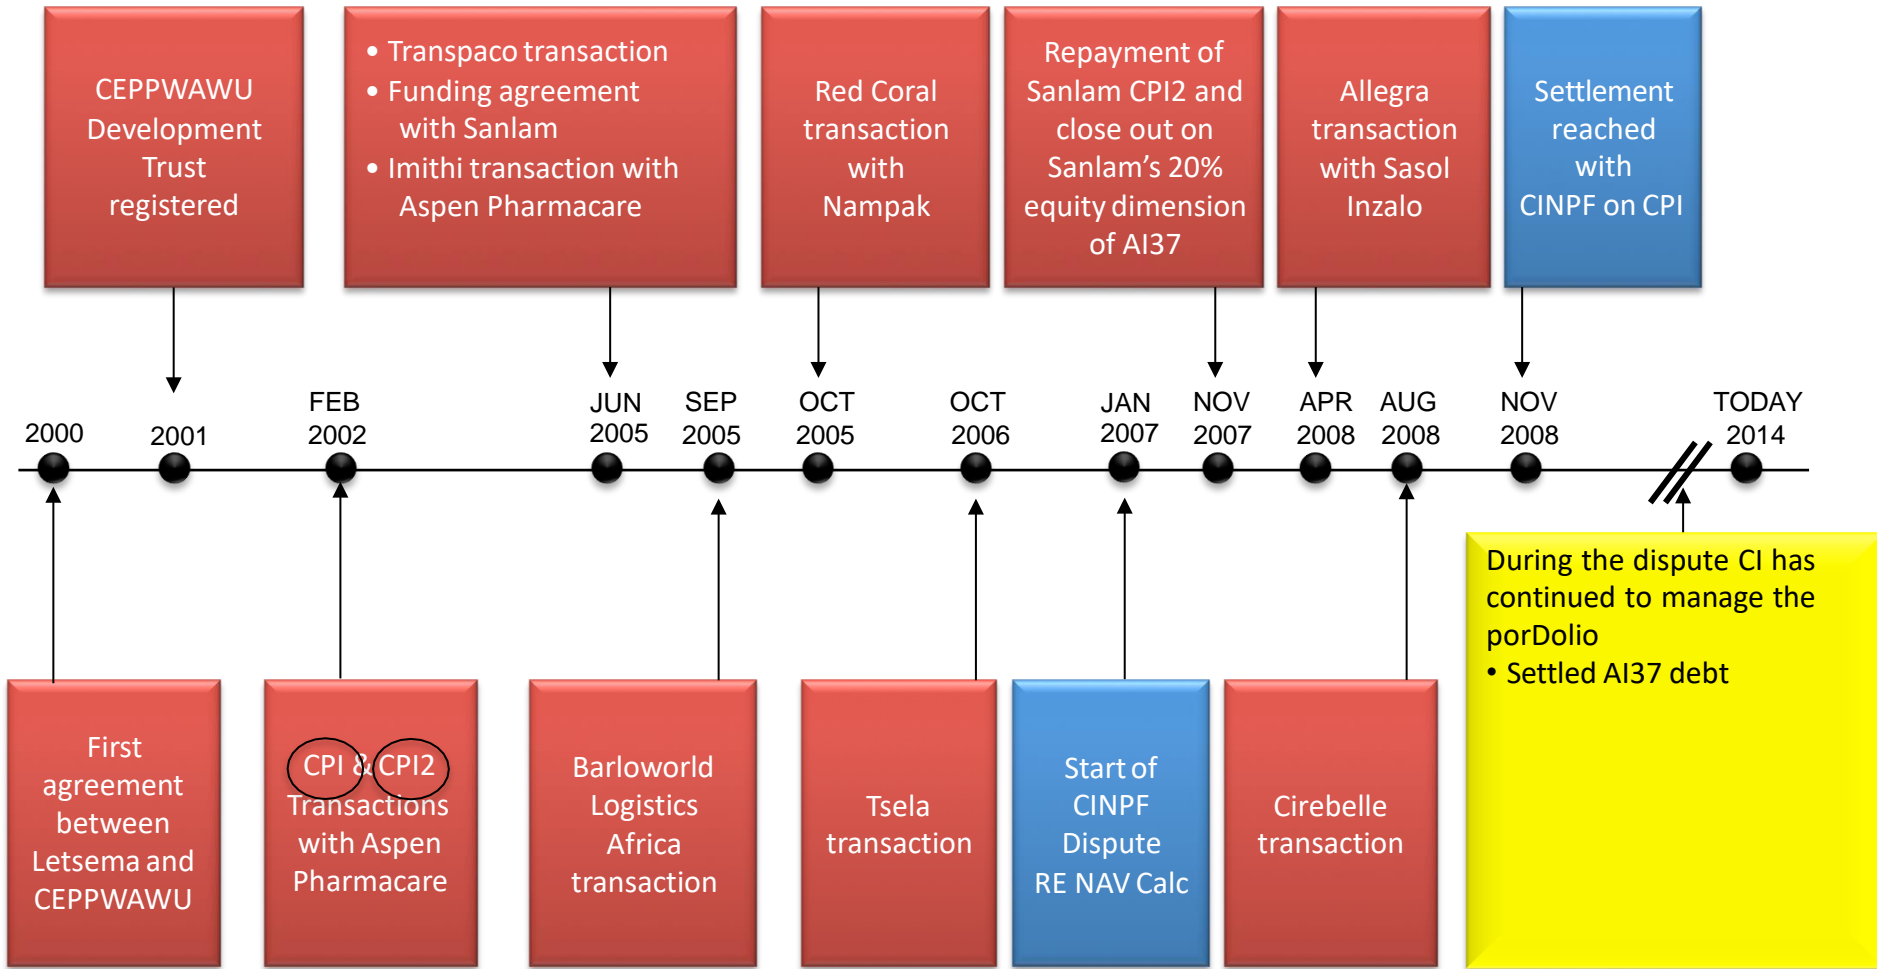 CEPPWAWU
Development
Trust
registered
• Transpaco transaction
• Funding agreement
with Sanlam
• Imithi transaction with
Aspen Pharmacare
Red Coral
transaction
with
Nampak
Repayment of
Sanlam CPI2 and
close out on
Sanlam’s 20%
equity dimension
of AI37
Allegra
transaction
with Sasol
Inzalo
Settlement
reached
with
CINPF on CPI
2000
2001
FEB
2002
JUN
2005
SEP
2005
OCT
2005
OCT
2006
JAN
2007
NOV
2007
APR
2008
AUG
2008
NOV
2008
TODAY
2014
First
agreement
between
Letsema and
CEPPWAWU
CPI & CPI2
Transactions
with Aspen
Pharmacare
Barloworld
Logistics
Africa
transaction
Tsela
transaction
Start of
CINPF
Dispute
RE NAV Calc
Cirebelle
transaction
During the dispute CI has
continued to manage the
porDolio
• Settled AI37 debt